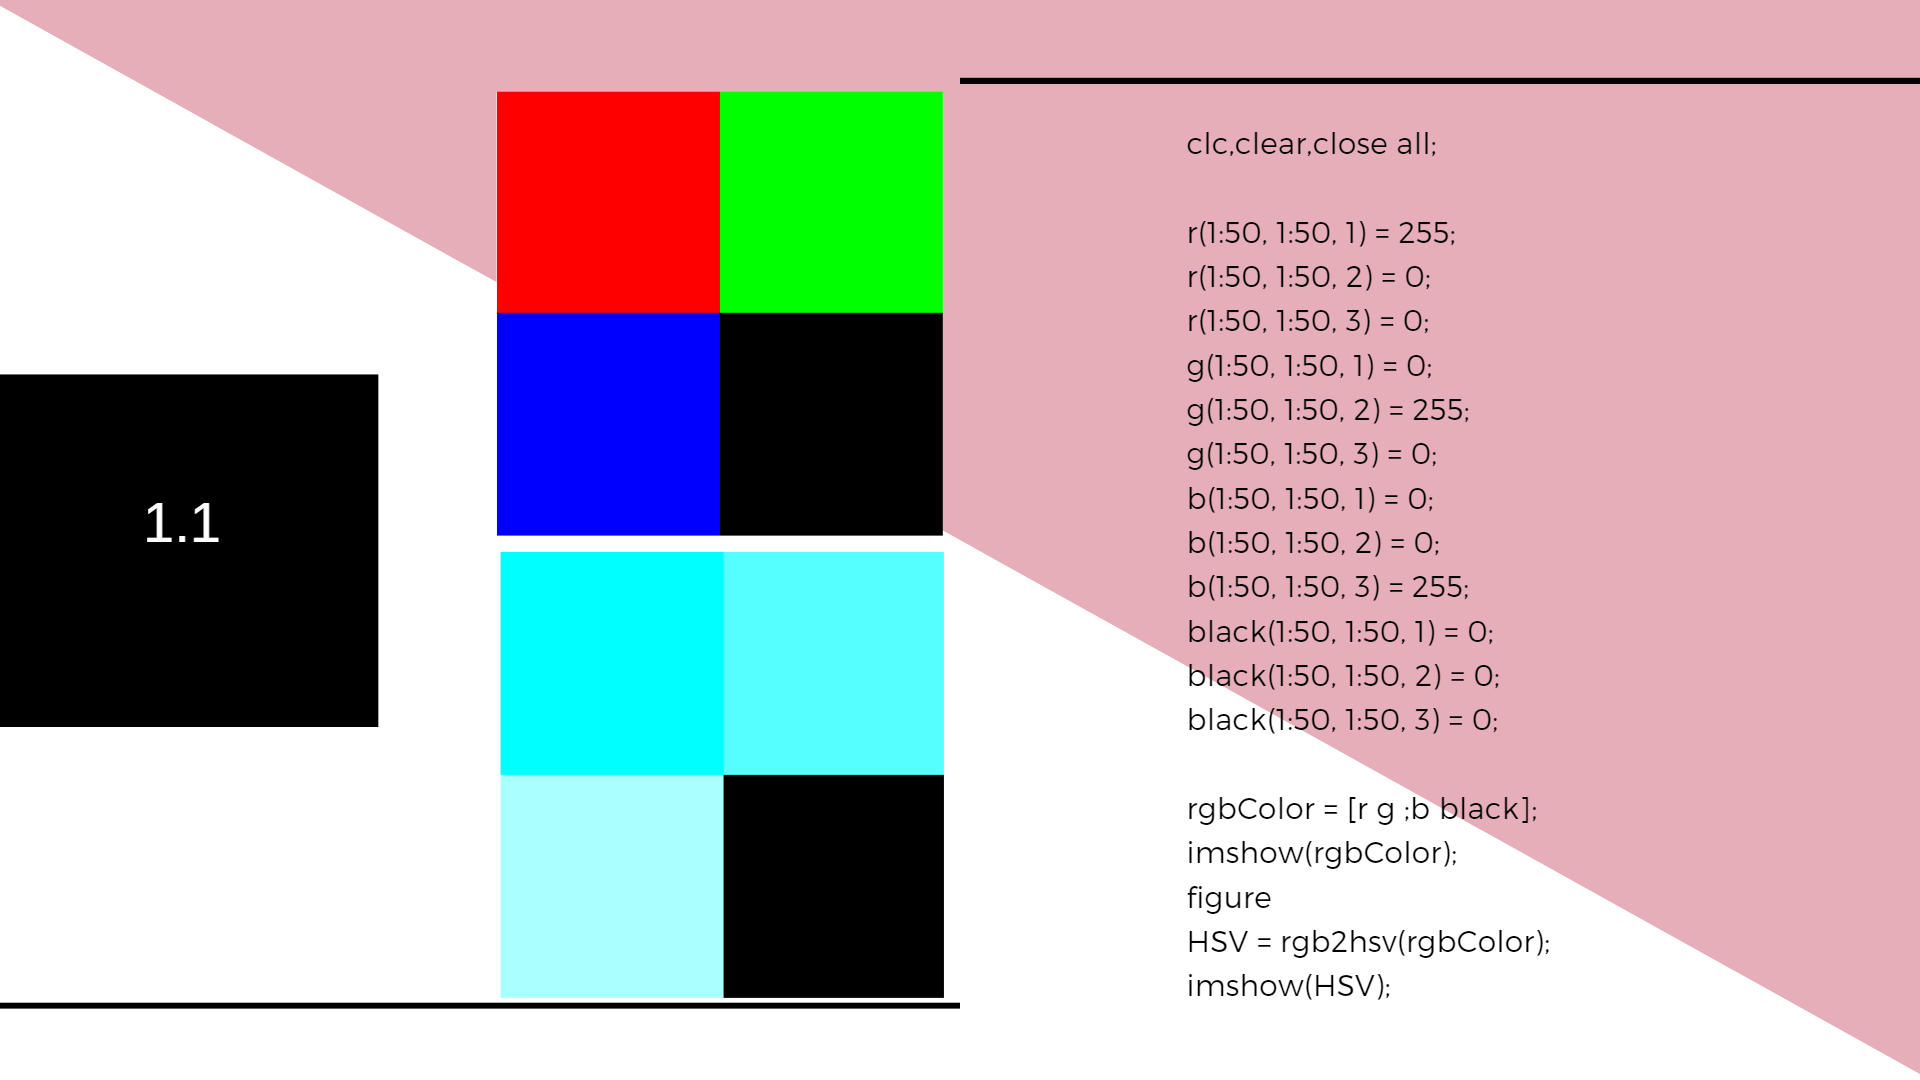 1.1
clc,clear,close all;
r(1:50, 1:50, 1) = 255;
r(1:50, 1:50, 2) = 0;
r(1:50, 1:50, 3) = 0;
g(1:50, 1:50, 1) = 0;
g(1:50, 1:50, 2) = 255;
g(1:50, 1:50, 3) = 0;
b(1:50, 1:50, 1) = 0;
b(1:50, 1:50, 2) = 0;
b(1:50, 1:50, 3) = 255;
black(1:50, 1:50, 1) = 0;
black(1:50, 1:50, 2) = 0;
black(1:50, 1:50, 3) = 0;
rgbColor = [r g ;b black];
imshow(rgbColor);
figure
HSV = rgb2hsv(rgbColor);
imshow(HSV);